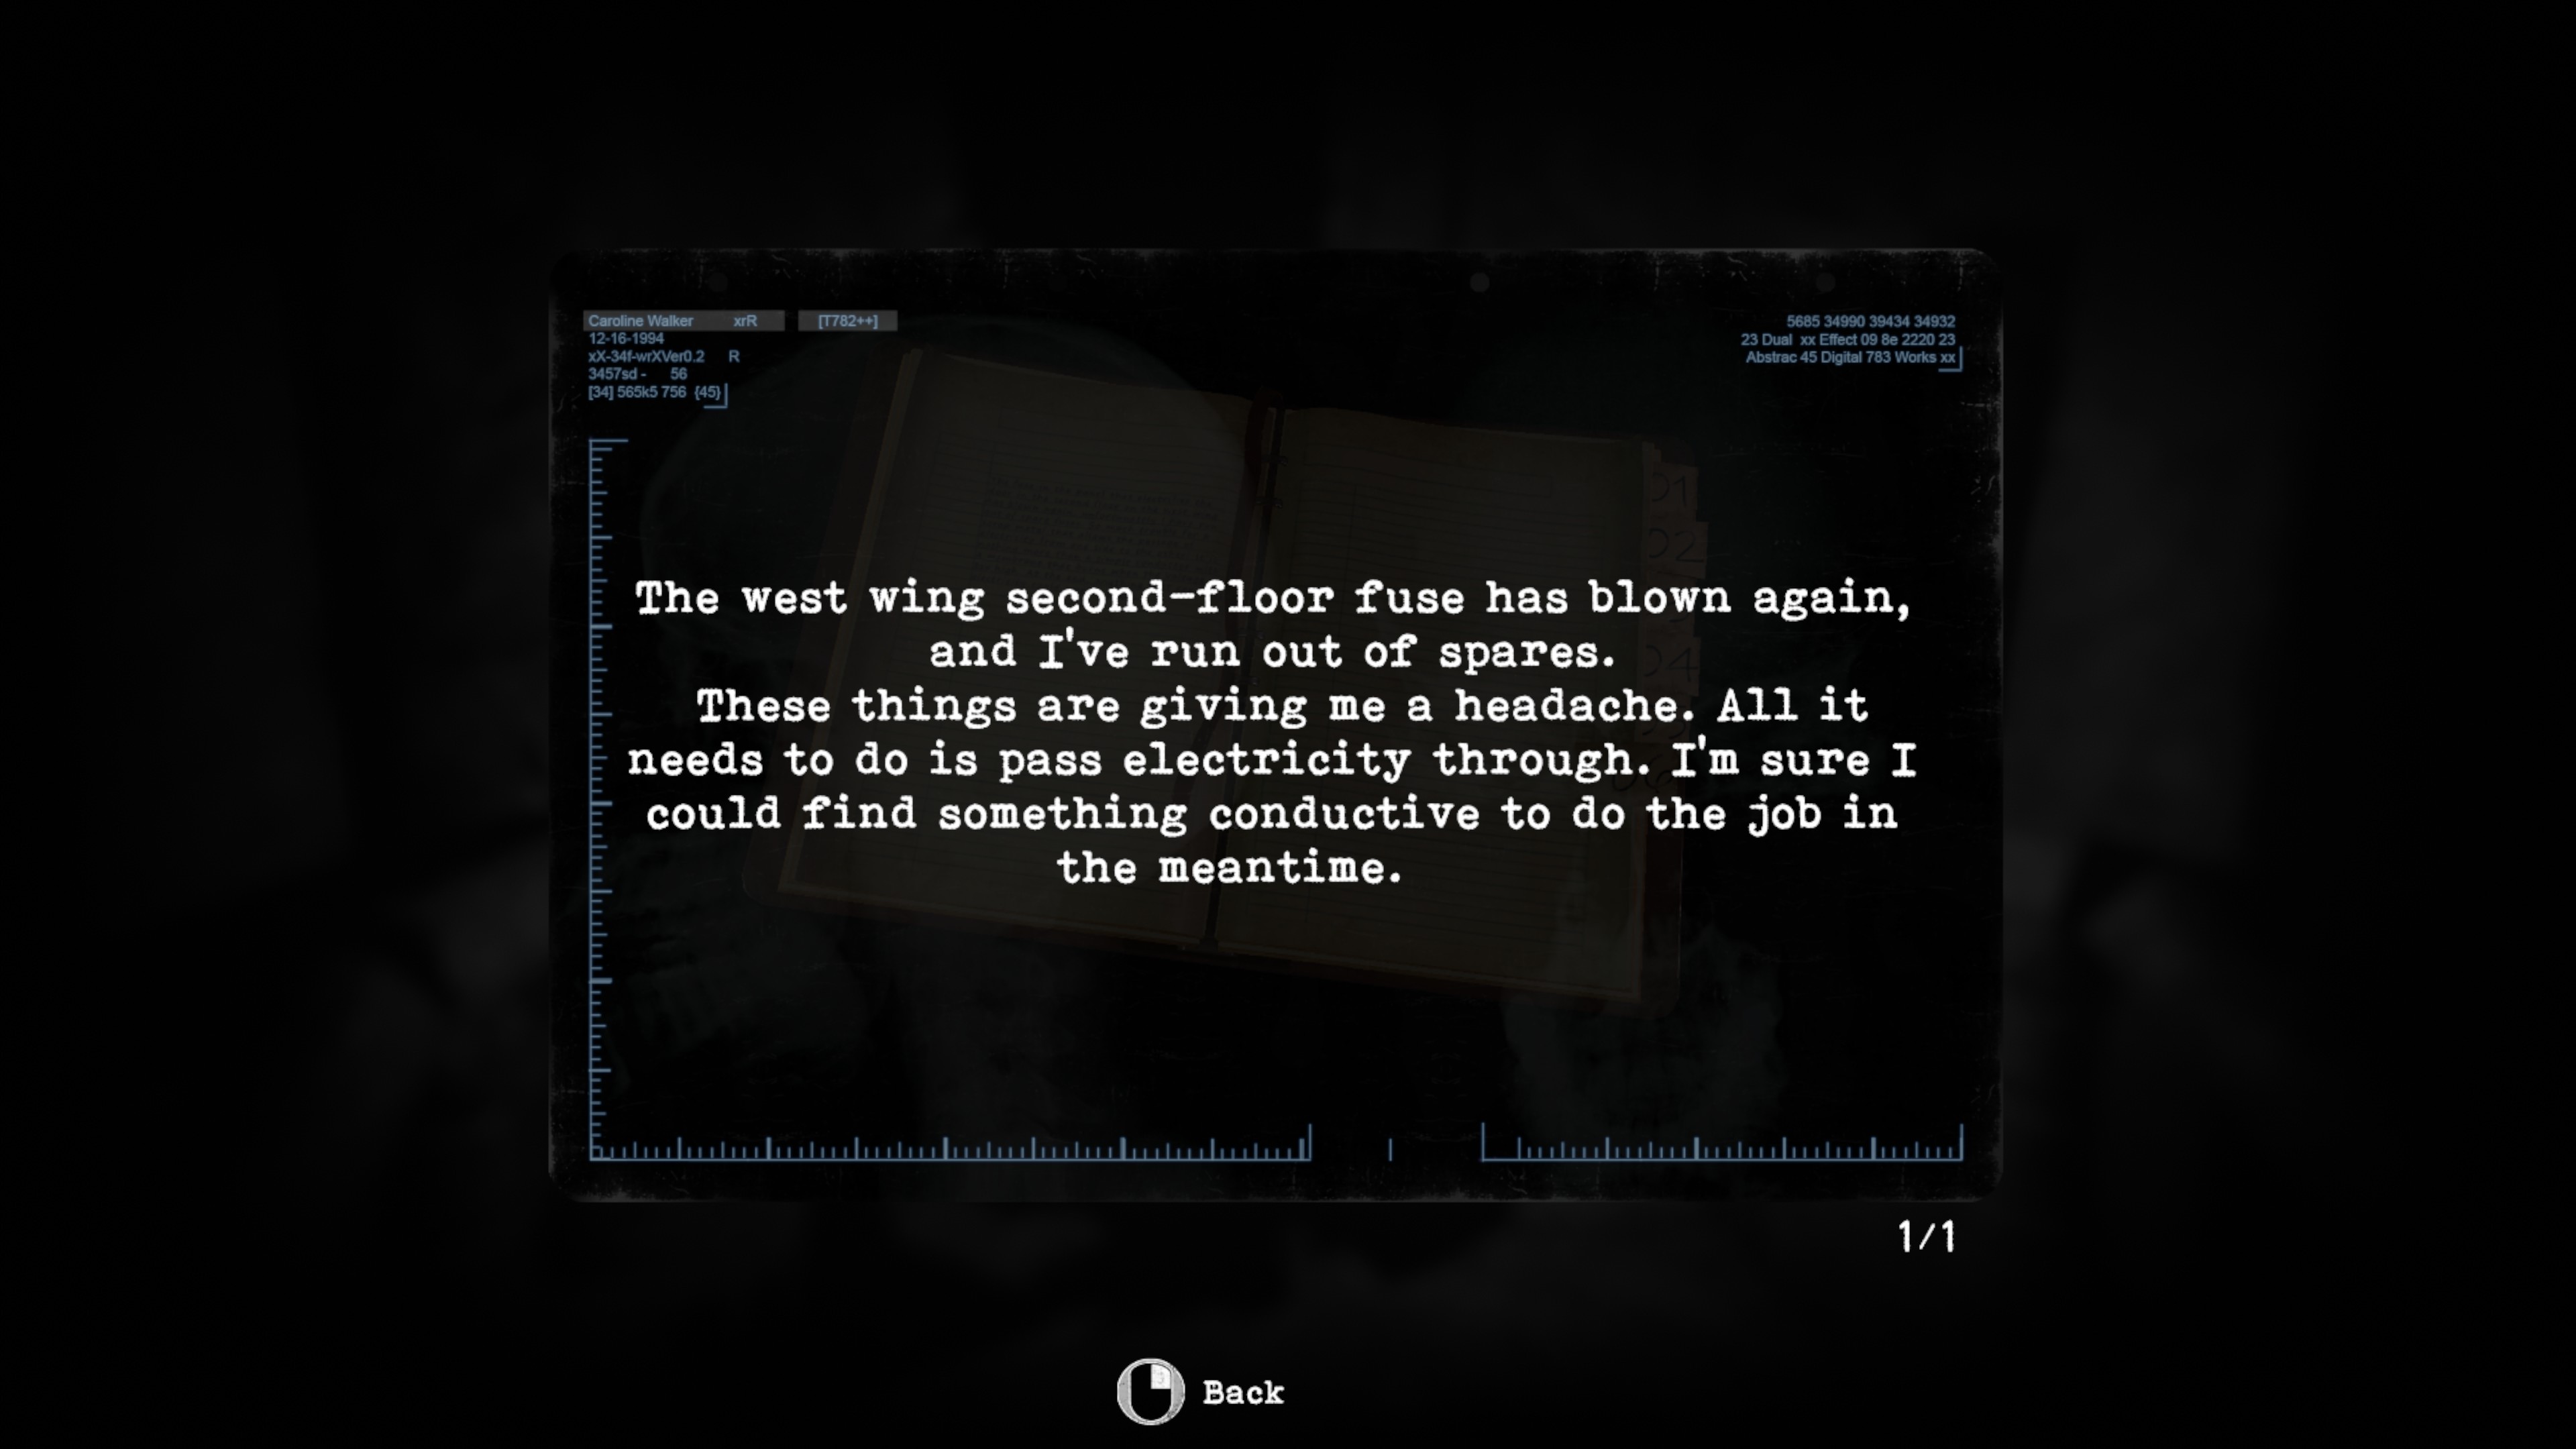 Caroline Walker xrR [T782++]
12-16-1994
xX-34f-wrXVer0.2 R
3457sd - 56
[34] 565k5 756 {45}
5685 34990 39434 34932
23 Dual xx Effect 09 8e 2220 23
Abstrac 45 Digital 783 Works xx
01
02
04
The west wing second-floor fuse has blown again,
and I've run out of spares.
These things are giving me a headache. All it
needs to do is pass electricity through. I'm sure I
could find something conductive to do the job in
the meantime.
1/1
Back